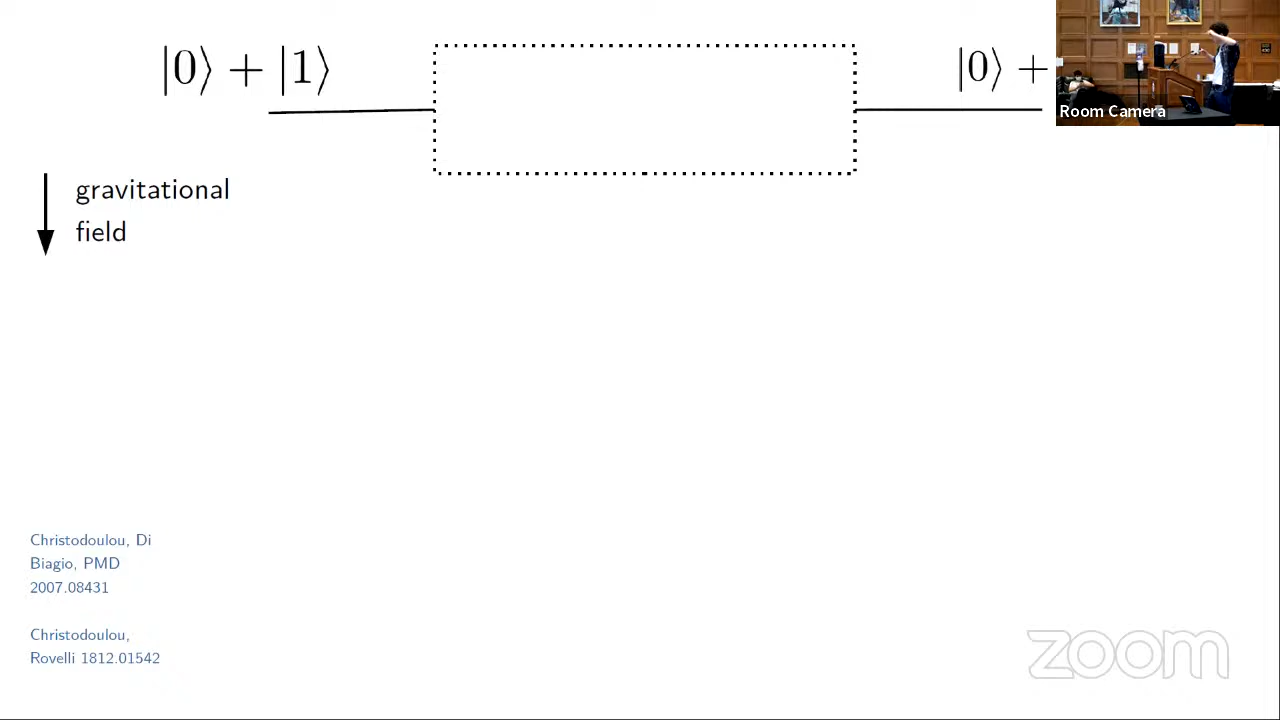 |0⟩ + |1⟩
|0⟩ +
Room Camera
gravitational
field
Christodoulou, Di
Biagio, PMD
2007.08431
Christodoulou,
Rovelli 1812.01542
zoom